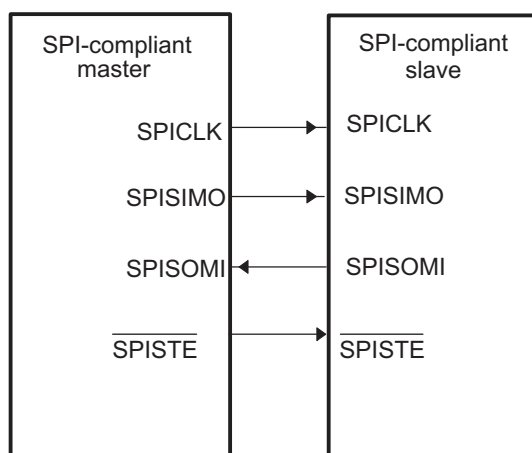 SPI-compliant
master
SPI-compliant
slave
SPICLK
SPICLK
SPISIMO
SPISIMO
SPISOMI
SPISOMI
SPISTE
SPISTE